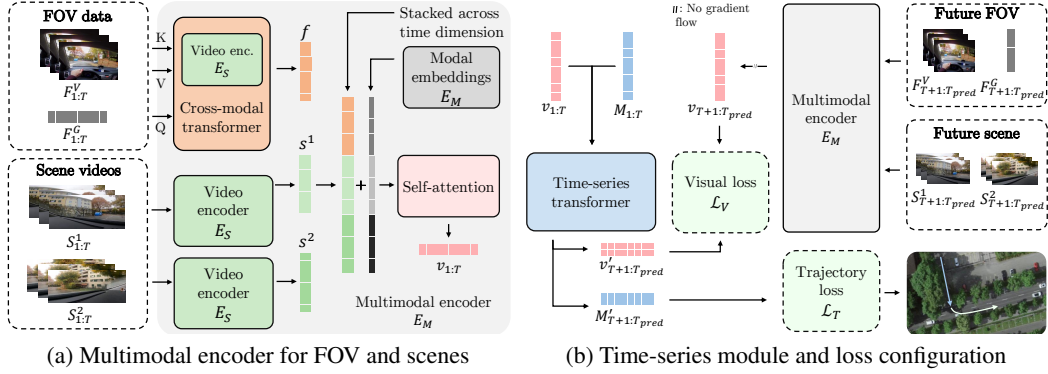 FOV data
F^V_{1:T}
F^G_{1:T}
Scene videos
S^1_{1:T}
S^2_{1:T}
K
V
Q
Video enc.
E_S
Cross-modal
transformer
Video
encoder
E_S
Video
encoder
E_S
f
s^1
s^2
Stacked across
time dimension
Modal
embeddings
E_M
+
Self-attention
v_{1:T}
Multimodal encoder
E_M
(a) Multimodal encoder for FOV and scenes
//: No gradient
flow
v_{1:T}
M_{1:T}
v_{T+1:T_{pred}}
//
Time-series
transformer
Visual loss
L_V
v'_{T+1:T_{pred}}
M'_{T+1:T_{pred}}
Multimodal
encoder
E_M
Future FOV
F^V_{T+1:T_{pred}} F^G_{T+1:T_{pred}}
Future scene
S^1_{T+1:T_{pred}} S^2_{T+1:T_{pred}}
Trajectory
loss
L_T
(b) Time-series module and loss configuration